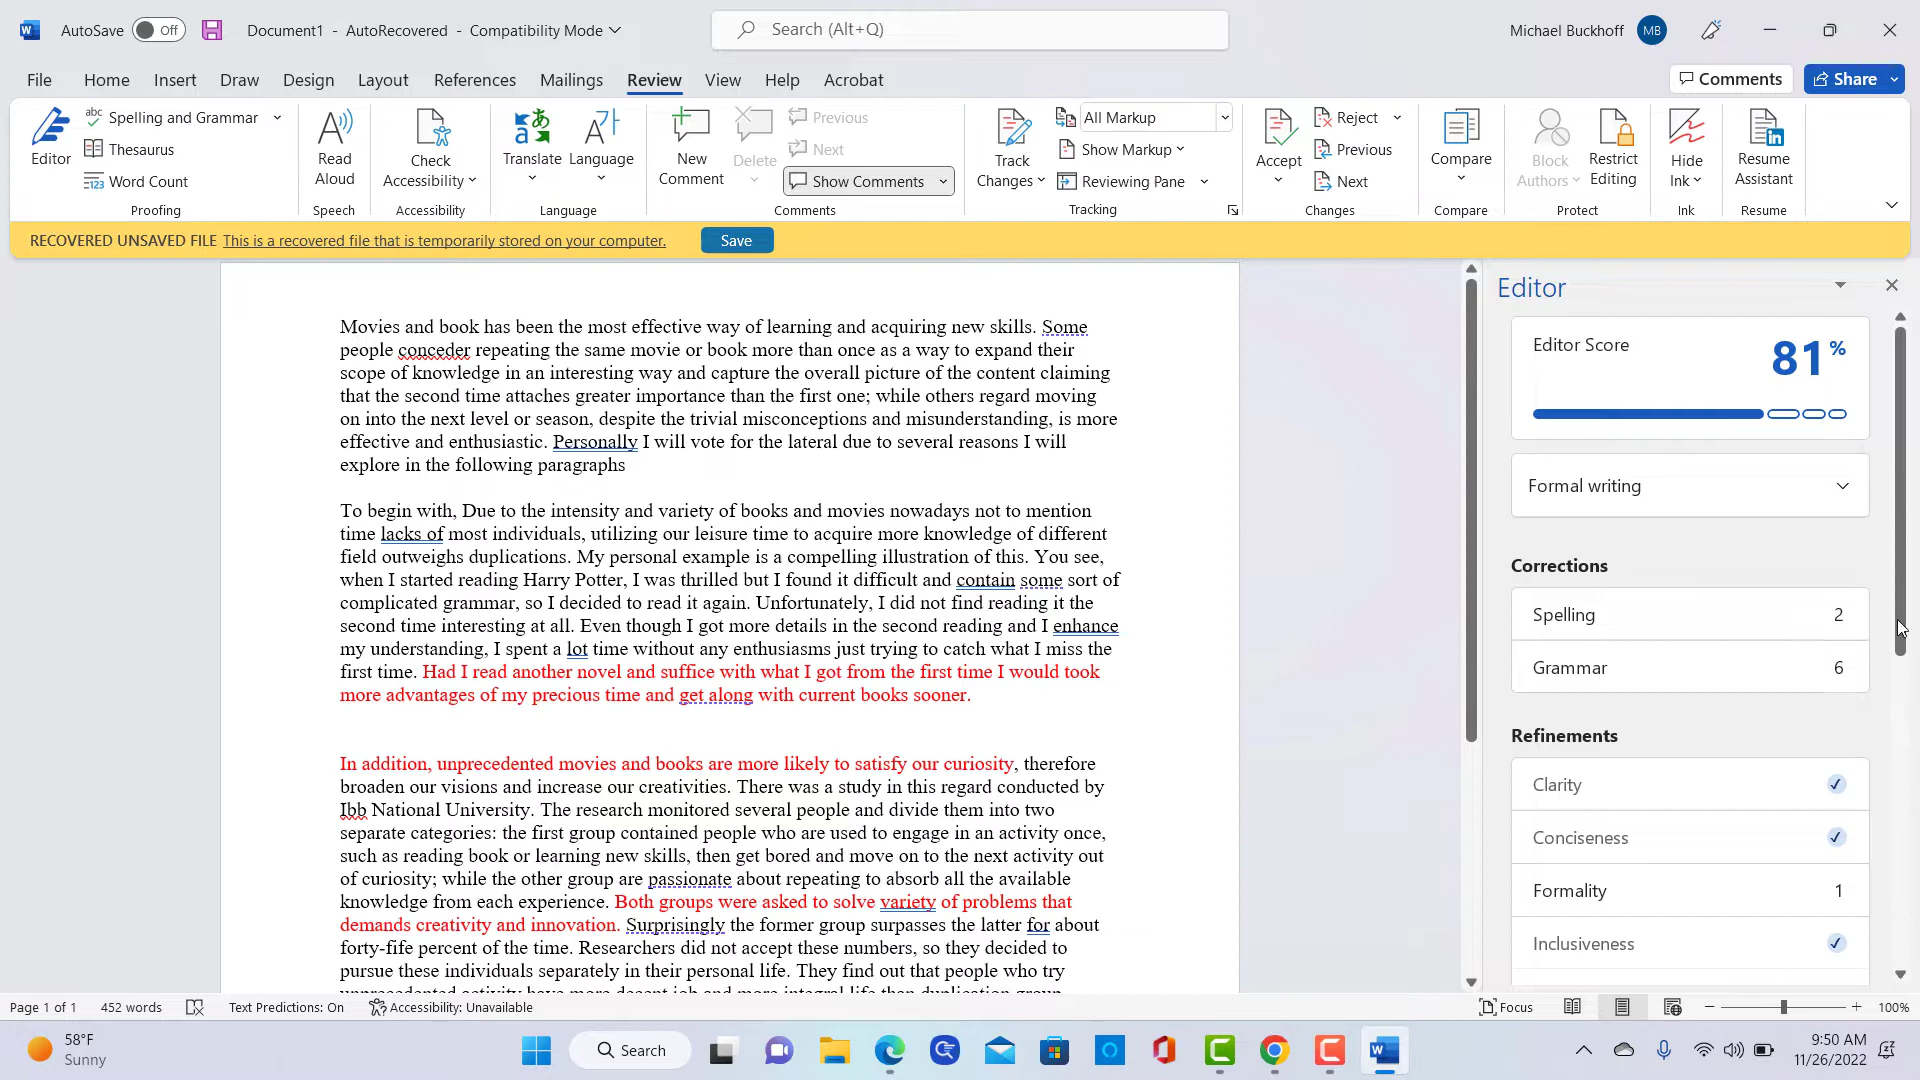 AutoSave Off Document1 - AutoRecovered - Compatibility Mode Search (Alt+Q) Michael Buckhoff MB
File Home Insert Draw Design Layout References Mailings Review View Help Acrobat Comments Share
Editor
abc Spelling and Grammar
Thesaurus
123 Word Count
Proofing
Read Aloud
Speech
Check Accessibility
Accessibility
Translate
Language
Language
New Comment
Delete
Previous
Next
Show Comments
Comments
Track Changes
All Markup
Show Markup
Reviewing Pane
Tracking
Accept
Reject
Previous
Next
Changes
Compare
Compare
Block Authors
Restrict Editing
Protect
Hide Ink
Ink
Resume Assistant
Resume
RECOVERED UNSAVED FILE This is a recovered file that is temporarily stored on your computer. Save
Movies and book has been the most effective way of learning and acquiring new skills. Some
people conceder repeating the same movie or book more than once as a way to expand their
scope of knowledge in an interesting way and capture the overall picture of the content claiming
that the second time attaches greater importance than the first one; while others regard moving
on into the next level or season, despite the trivial misconceptions and misunderstanding, is more
effective and enthusiastic. Personally I will vote for the lateral due to several reasons I will
explore in the following paragraphs
To begin with, Due to the intensity and variety of books and movies nowadays not to mention
time lacks of most individuals, utilizing our leisure time to acquire more knowledge of different
field outweighs duplications. My personal example is a compelling illustration of this. You see,
when I started reading Harry Potter, I was thrilled but I found it difficult and contain some sort of
complicated grammar, so I decided to read it again. Unfortunately, I did not find reading it the
second time interesting at all. Even though I got more details in the second reading and I enhance
my understanding, I spent a lot time without any enthusiasms just trying to catch what I miss the
first time. Had I read another novel and suffice with what I got from the first time I would took
more advantages of my precious time and get along with current books sooner.
In addition, unprecedented movies and books are more likely to satisfy our curiosity, therefore
broaden our visions and increase our creativities. There was a study in this regard conducted by
Ibb National University. The research monitored several people and divide them into two
separate categories: the first group contained people who are used to engage in an activity once,
such as reading book or learning new skills, then get bored and move on to the next activity out
of curiosity; while the other group are passionate about repeating to absorb all the available
knowledge from each experience. Both groups were asked to solve variety of problems that
demands creativity and innovation. Surprisingly the former group surpasses the latter for about
forty-fife percent of the time. Researchers did not accept these numbers, so they decided to
pursue these individuals separately in their personal life. They find out that people who try
unprecedented activity have more decent job and more integral life than duplication group
Editor
Editor Score 81%
Formal writing
Corrections
Spelling 2
Grammar 6
Refinements
Clarity
Conciseness
Formality 1
Inclusiveness
Page 1 of 1 452 words Text Predictions: On Accessibility: Unavailable Focus 100%
58°F
Sunny
Search
9:50 AM
11/26/2022